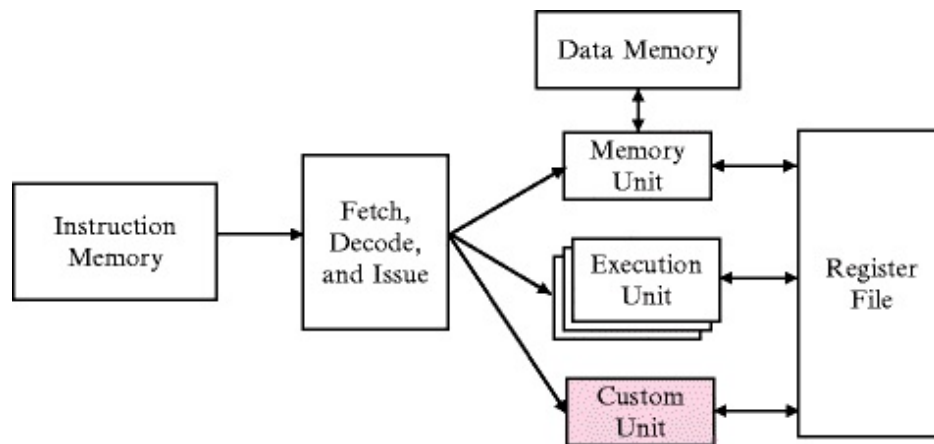 Data Memory
Memory
Unit
Instruction
Memory
Fetch,
Decode,
and Issue
Execution
Unit
Register
File
Custom
Unit